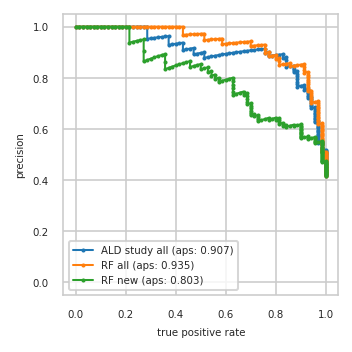 1.0
0.8
precision
0.6
0.4
0.2
0.0
ALD study all (aps: 0.907)
RF all (aps: 0.935)
RF new (aps: 0.803)
0.0 0.2 0.4 0.6 0.8 1.0
true positive rate